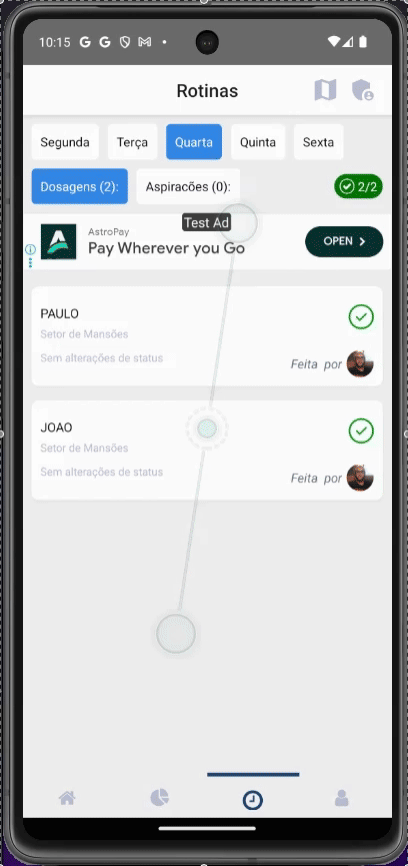 10:15
Rotinas
Segunda Terça Quarta Quinta Sexta
Dosagens (2): Aspiracões (0): 2/2
Test Ad
AstroPay
Pay Wherever you Go
OPEN
PAULO
Setor de Mansões
Sem alterações de status
Feita por
JOAO
Setor de Mansões
Sem alterações de status
Feita por